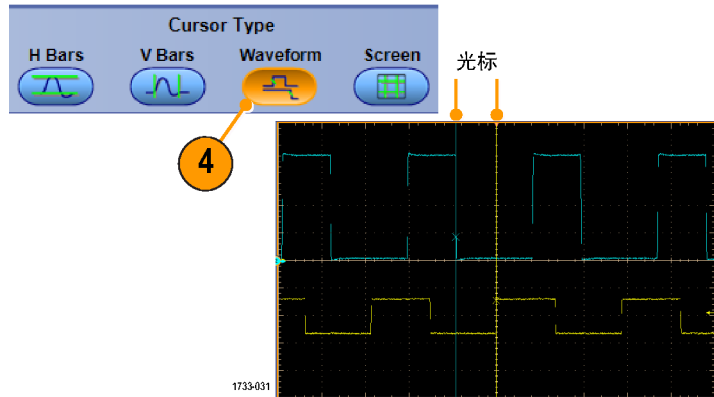 Cursor Type
H Bars V Bars Waveform Screen
光标
4
1733-031